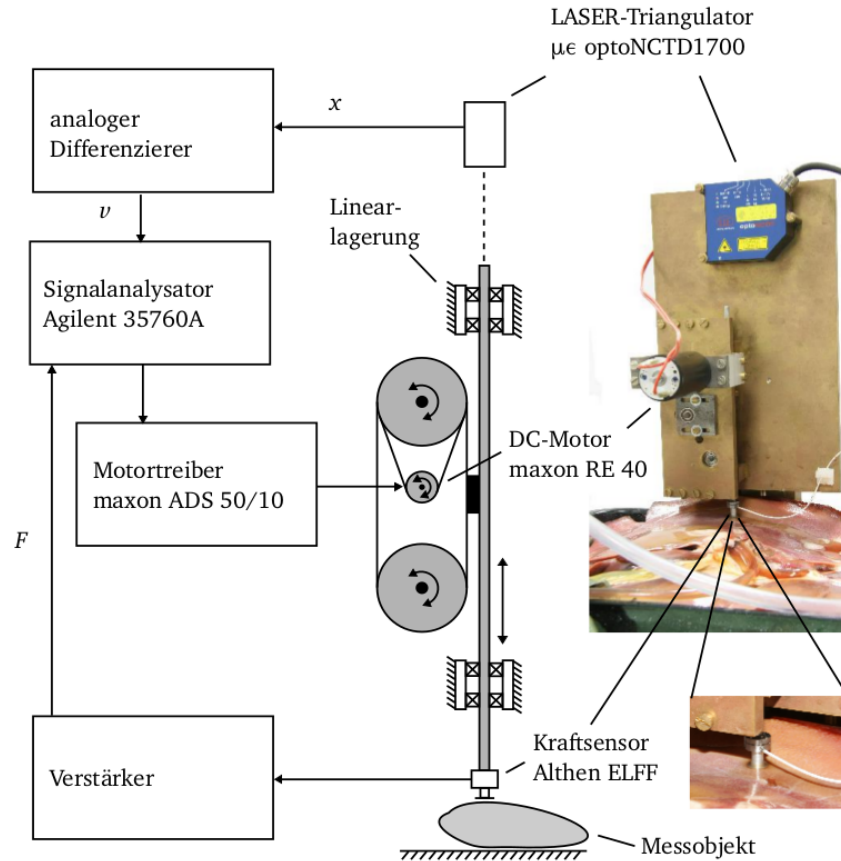 LASER-Triangulator
µϵ optoNCTD1700
x
analoger
Differenzierer
v
Linear-
lagerung
Signalanalysator
Agilent 35760A
DC-Motor
maxon RE 40
Motortreiber
maxon ADS 50/10
F
Kraftsensor
Althen ELFF
Verstärker
Messobjekt